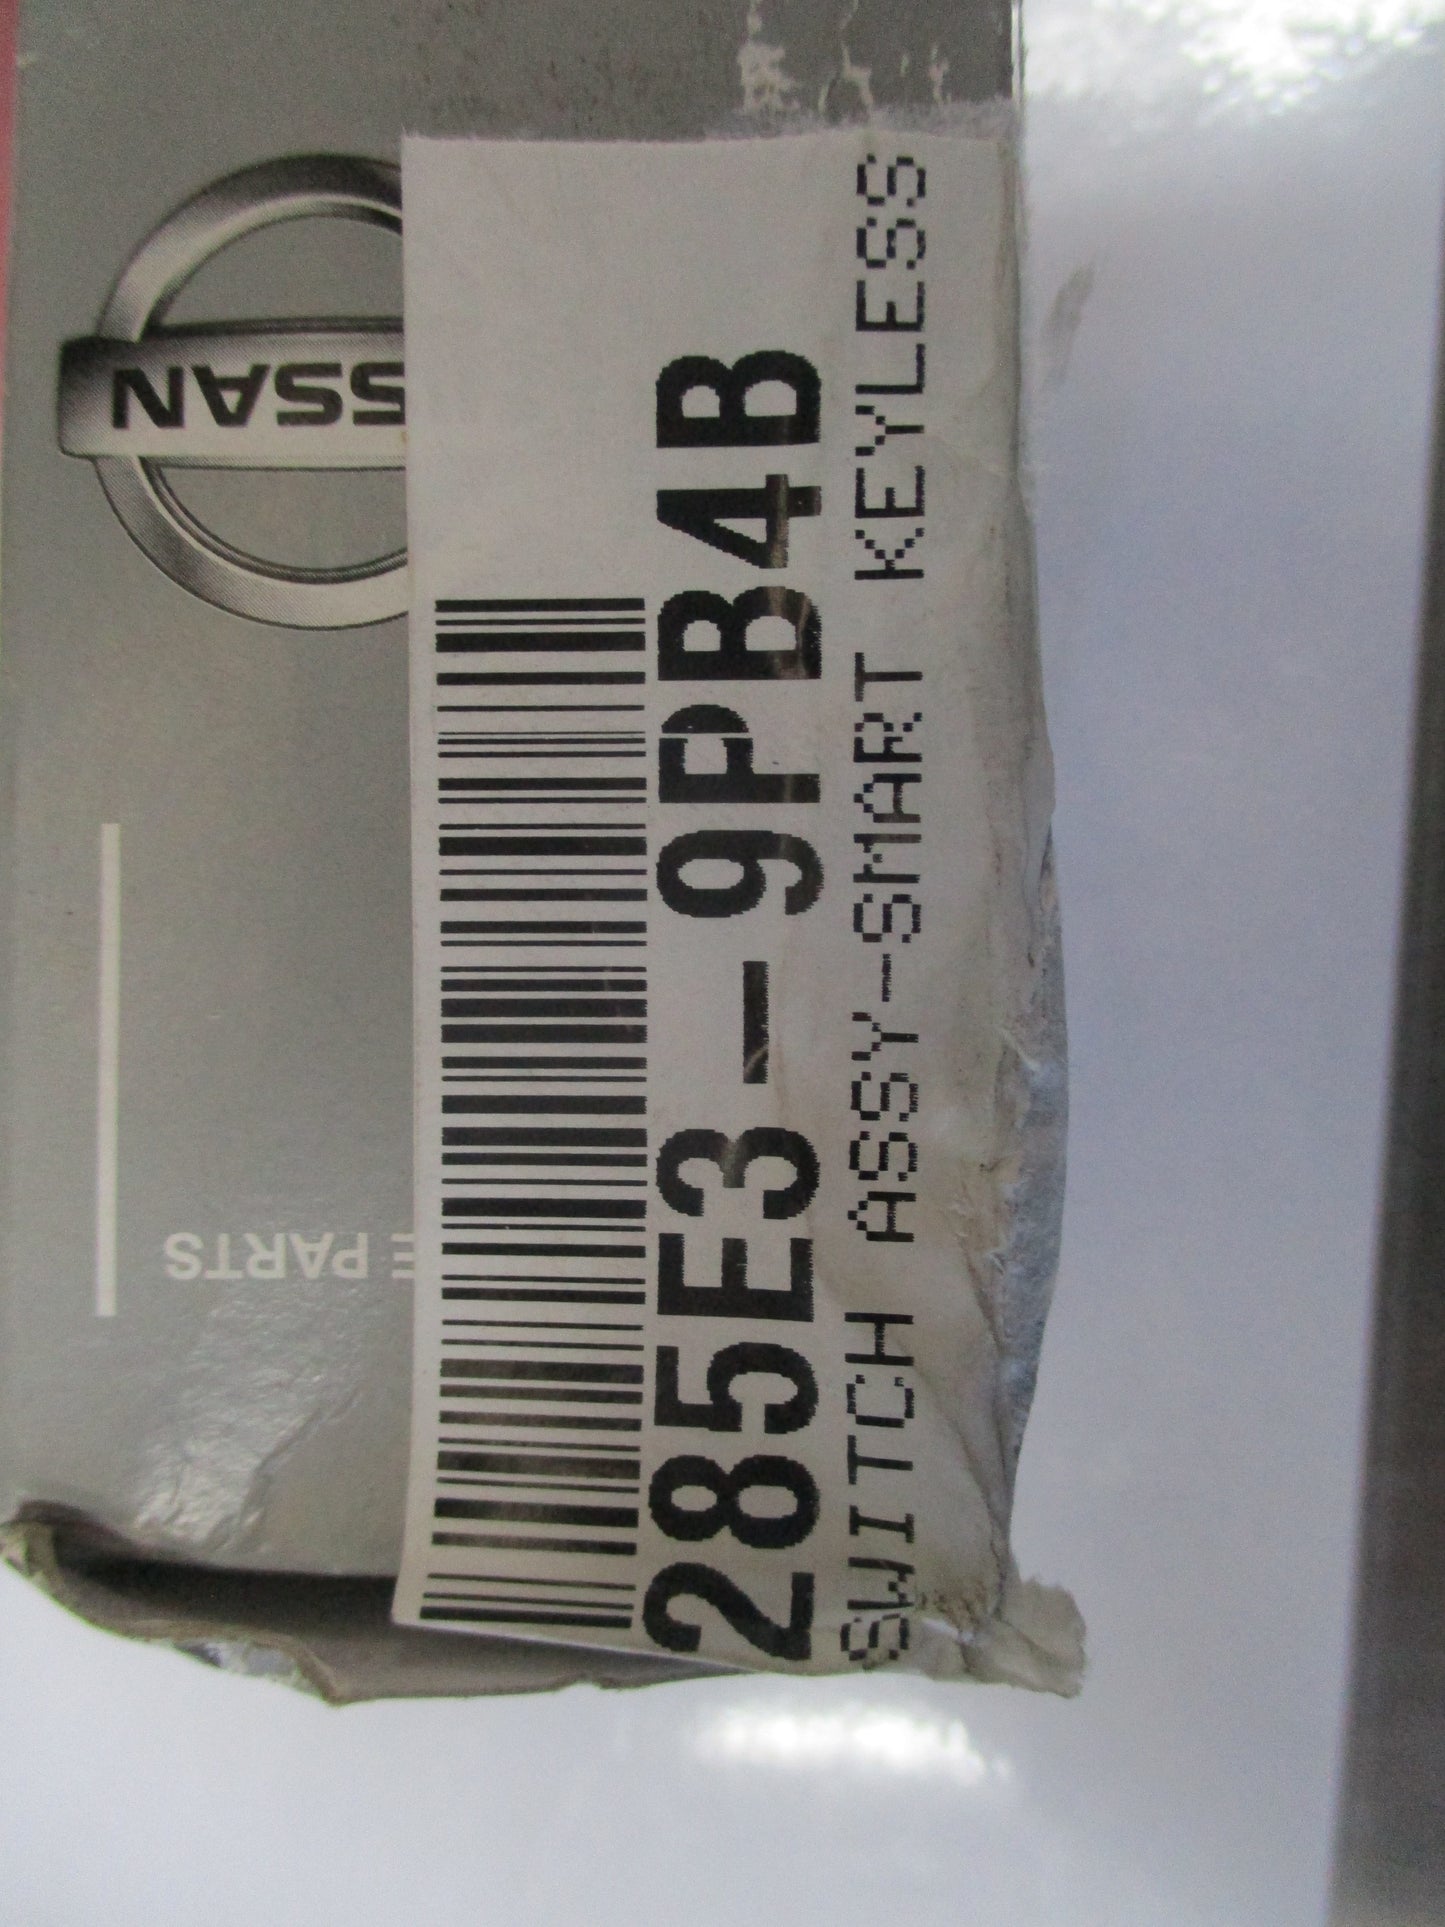 NISSAN
E PARTS
285E3-9PB4B
SWITCH ASSY-SMART KEYLESS